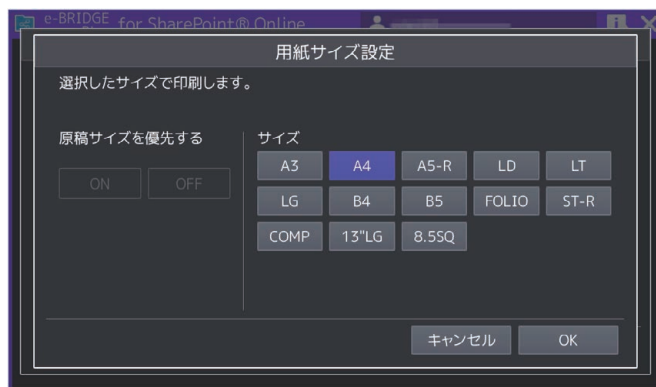 e-BRIDGE for SharePoint® Online
用紙サイズ設定
選択したサイズで印刷します。
原稿サイズを優先する
サイズ
ON OFF
A3 A4 A5-R LD LT
LG B4 B5 FOLIO ST-R
COMP 13"LG 8.5SQ
キャンセル OK